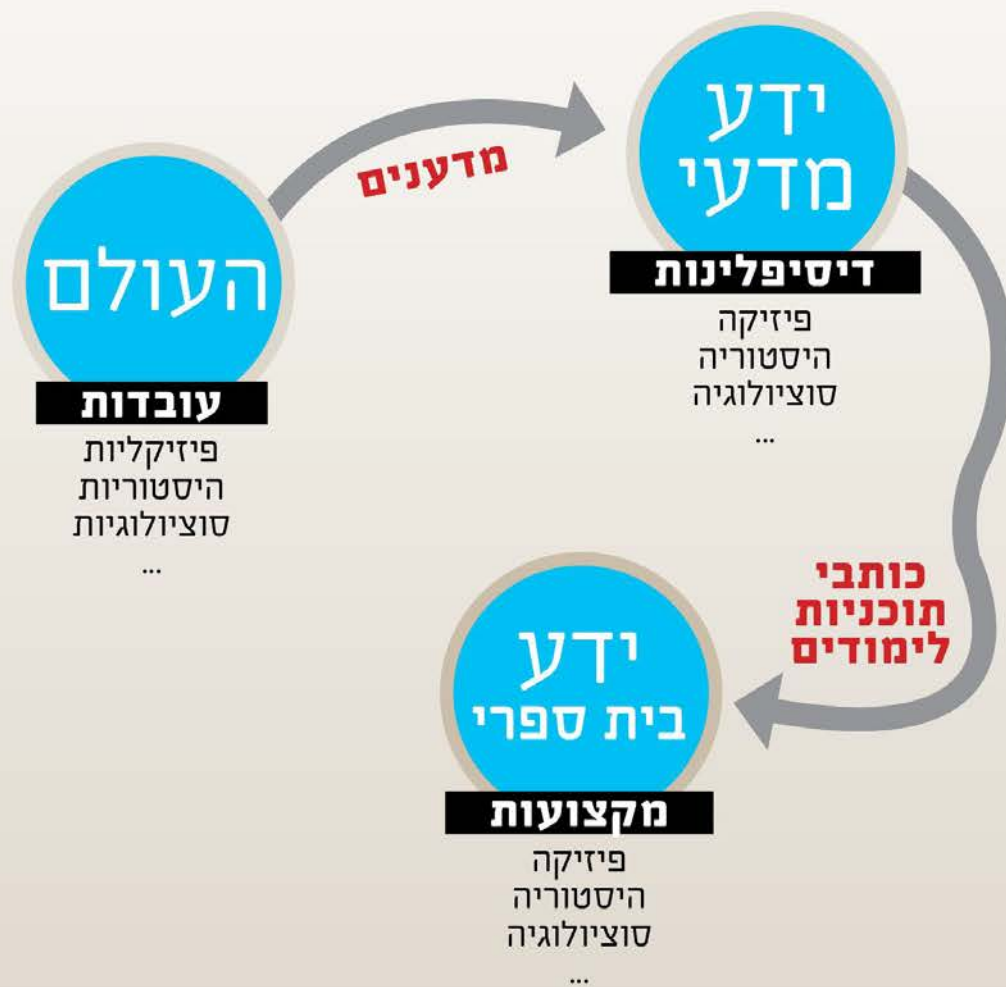 העולם
עובדות
פיזיקליות
היסטוריות
סוציולוגיות
...
מדענים
ידע
מדעי
דיסיפלינות
פיזיקה
היסטוריה
סוציולוגיה
...
כותבי
תוכניות
לימודים
ידע
בית ספרי
מקצועות
פיזיקה
היסטוריה
סוציולוגיה
...